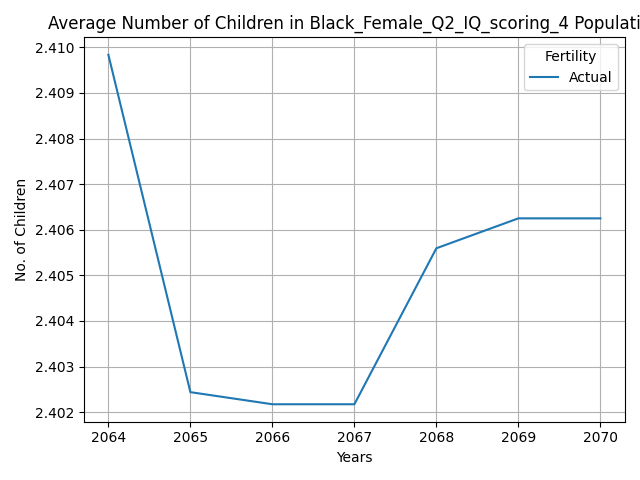 Average Number of Children in Black_Female_Q2_IQ_scoring_4 Populati
Fertility
Actual
2.410
2.409
2.408
2.407
2.406
2.405
2.404
2.403
2.402
No. of Children
2064 2065 2066 2067 2068 2069 2070
Years